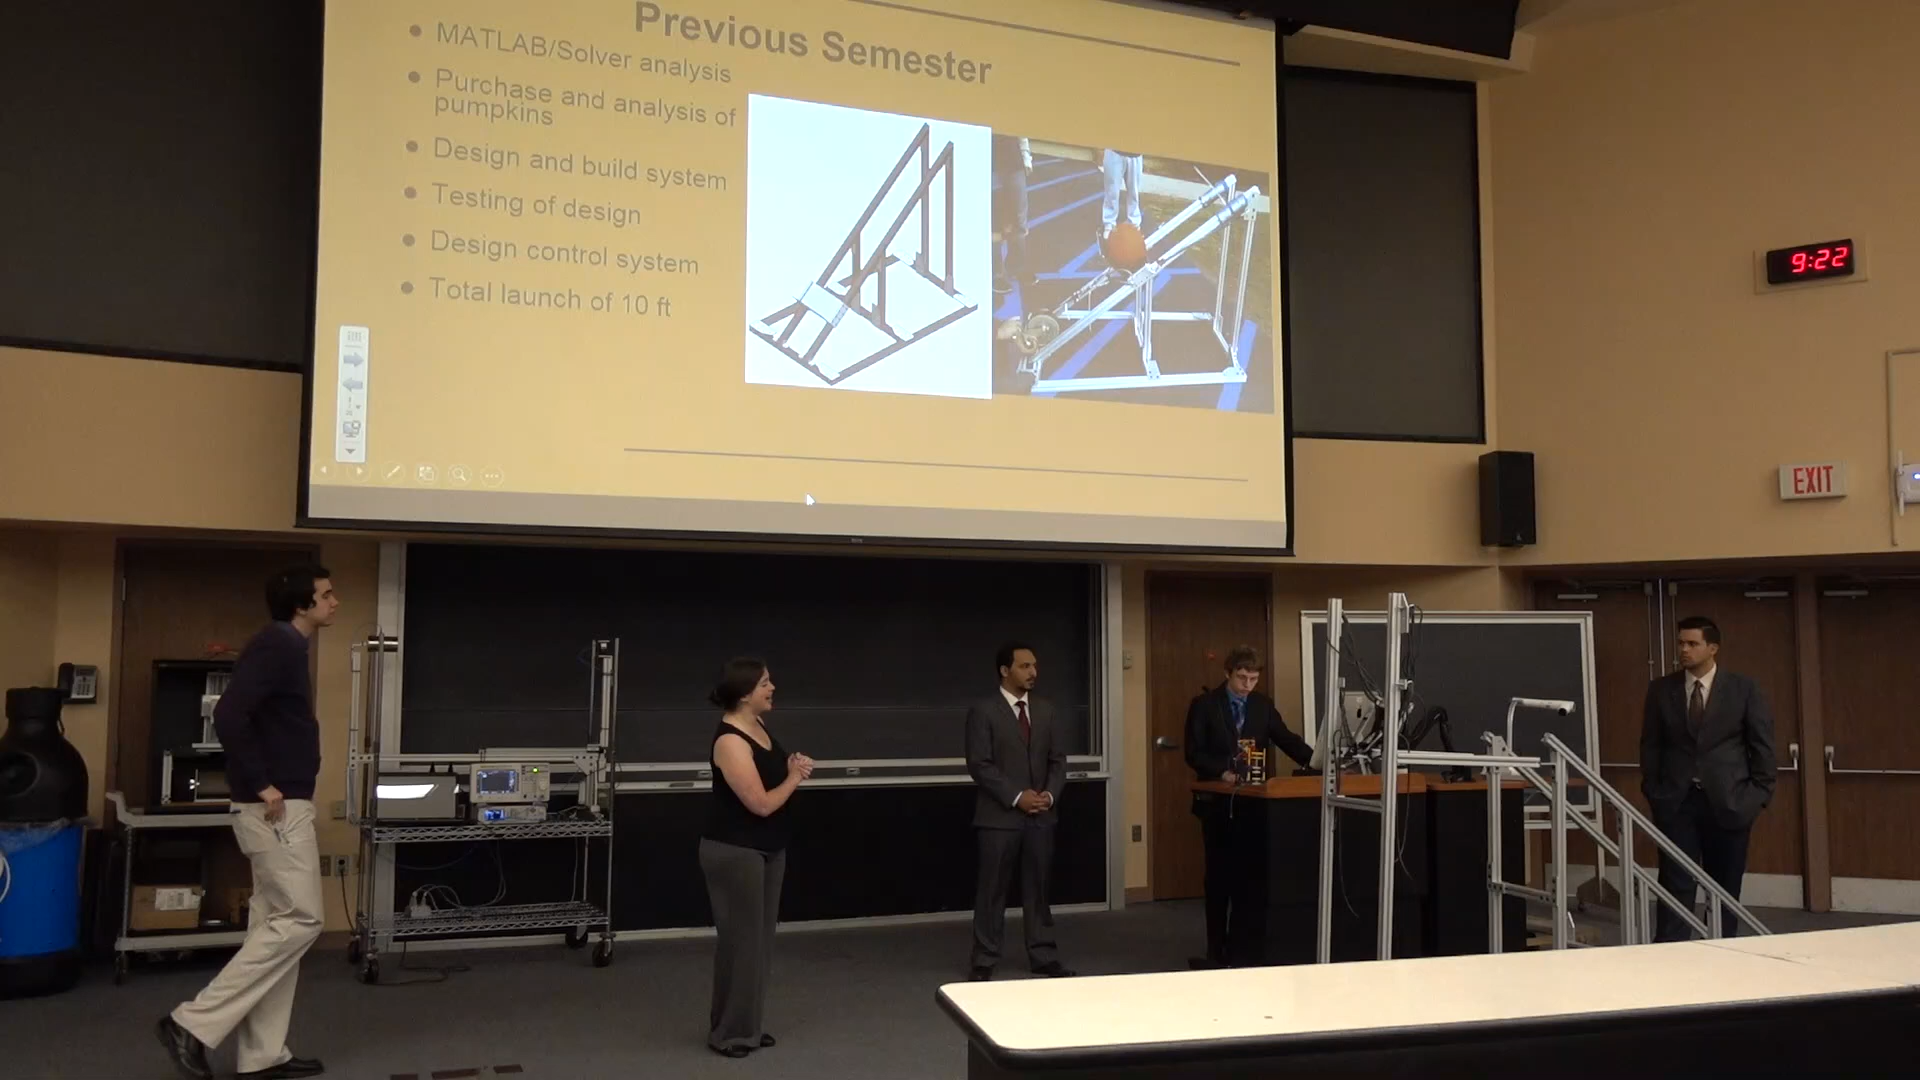 Previous Semester
MATLAB/Solver analysis
Purchase and analysis of
pumpkins
Design and build system
Testing of design
Design control system
Total launch of 10 ft
9:22
EXIT